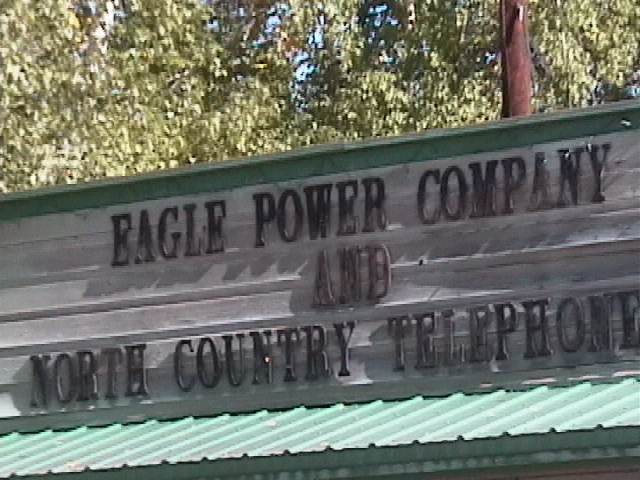 EAGLE POWER COMPANY
AND
NORTH COUNTRY TELEPHONE